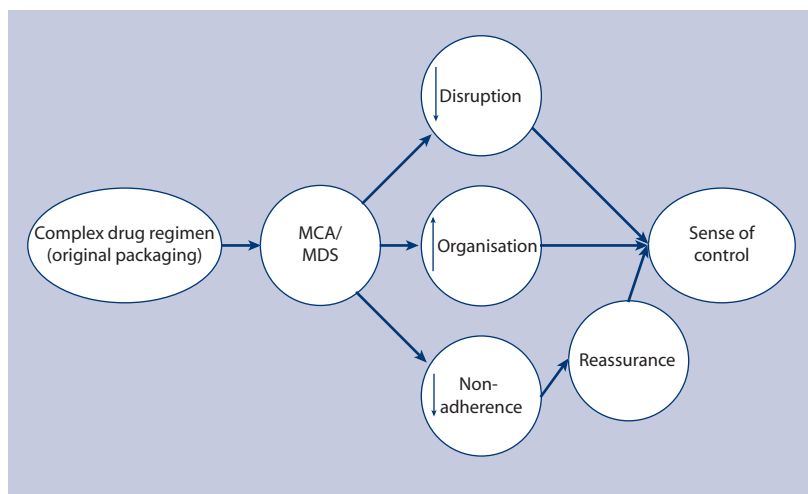 Disruption
Complex drug regimen
(original packaging)
MCA/
MDS
Organisation
Sense of
control
Reassurance
Non-
adherence